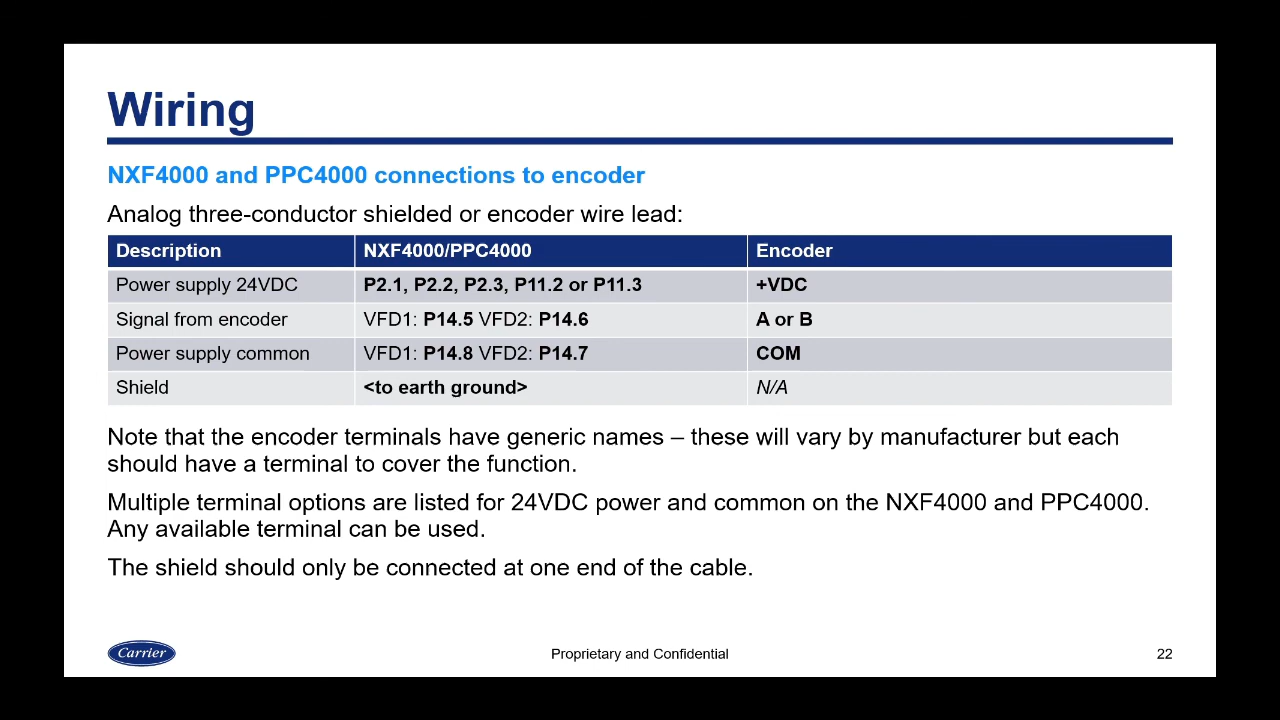 Wiring
NXF4000 and PPC4000 connections to encoder
Analog three-conductor shielded or encoder wire lead:
Description NXF4000/PPC4000 Encoder
Power supply 24VDC P2.1, P2.2, P2.3, P11.2 or P11.3 +VDC
Signal from encoder VFD1: P14.5 VFD2: P14.6 A or B
Power supply common VFD1: P14.8 VFD2: P14.7 COM
Shield <to earth ground> N/A
Note that the encoder terminals have generic names – these will vary by manufacturer but each
should have a terminal to cover the function.
Multiple terminal options are listed for 24VDC power and common on the NXF4000 and PPC4000.
Any available terminal can be used.
The shield should only be connected at one end of the cable.
Carrier Proprietary and Confidential 22